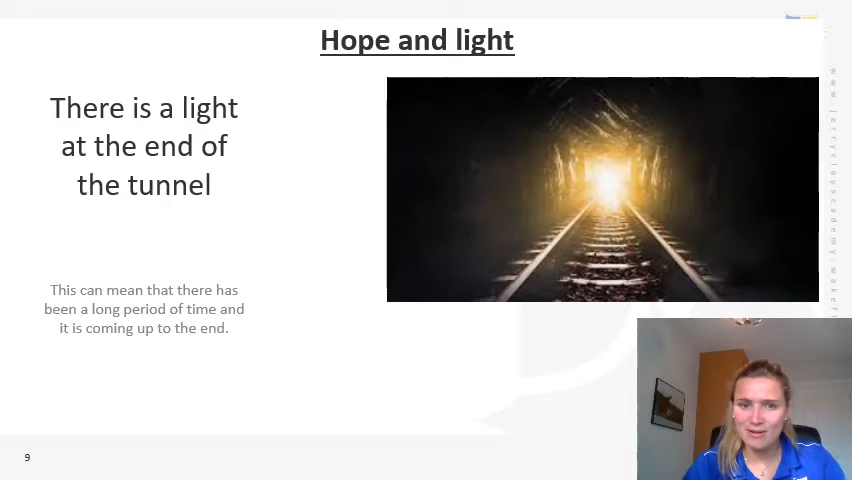 Hope and light
There is a light
at the end of
the tunnel
This can mean that there has
been a long period of time and
it is coming up to the end.
9